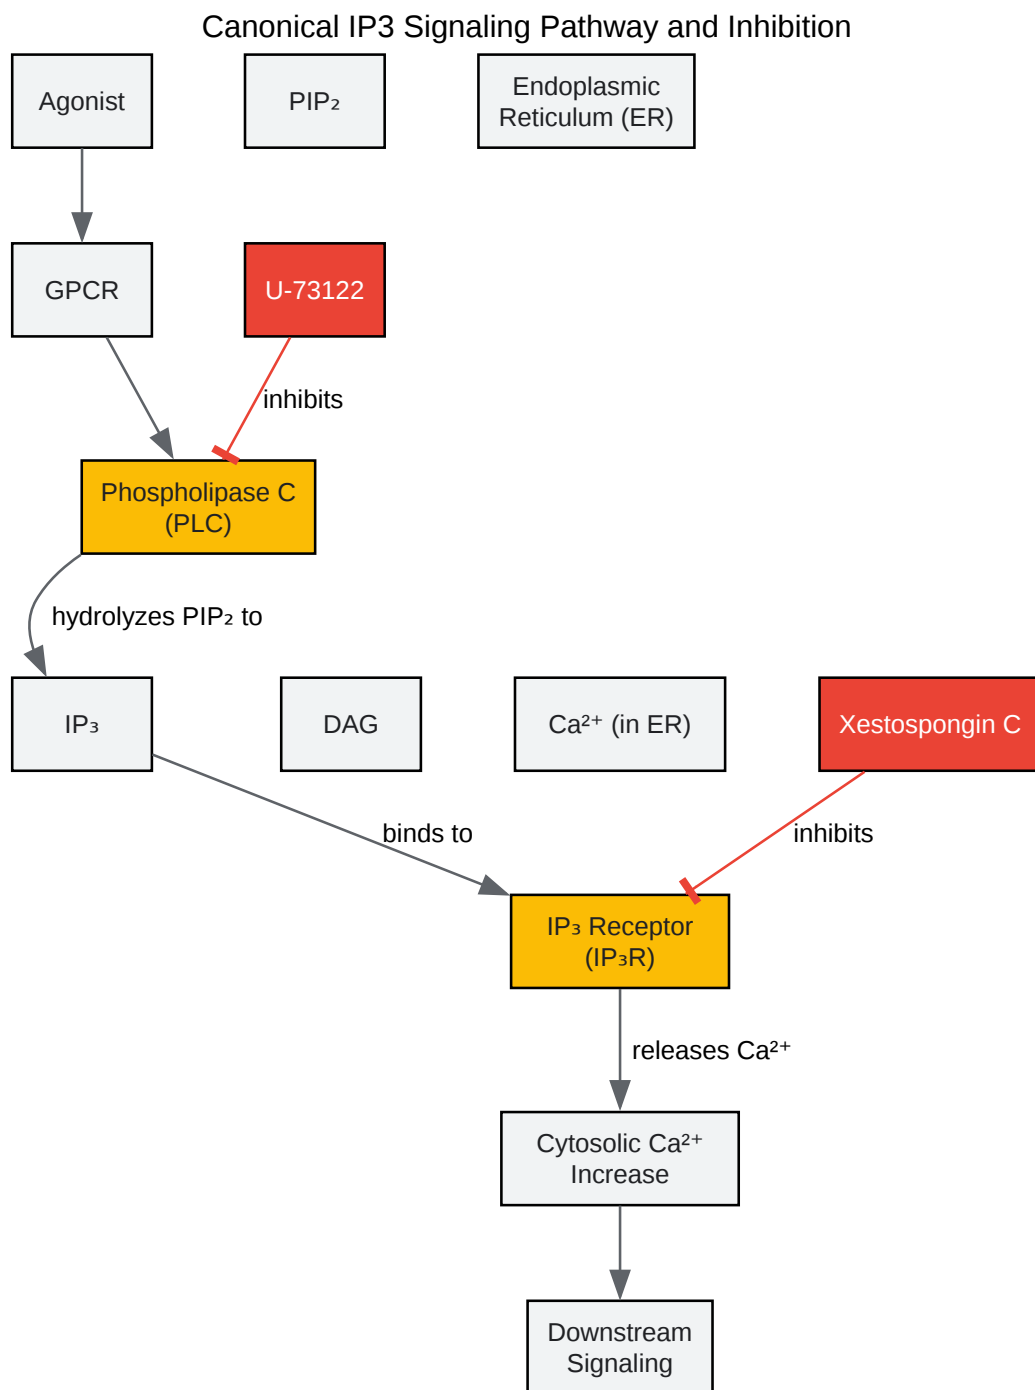 Canonical IP3 Signaling Pathway and Inhibition
Agonist
PIP₂
Endoplasmic
Reticulum (ER)
GPCR
U-73122
inhibits
Phospholipase C
(PLC)
hydrolyzes PIP₂ to
IP₃
DAG
Ca²⁺ (in ER)
Xestospongin C
binds to
inhibits
IP₃ Receptor
(IP₃R)
releases Ca²⁺
Cytosolic Ca²⁺
Increase
Downstream
Signaling